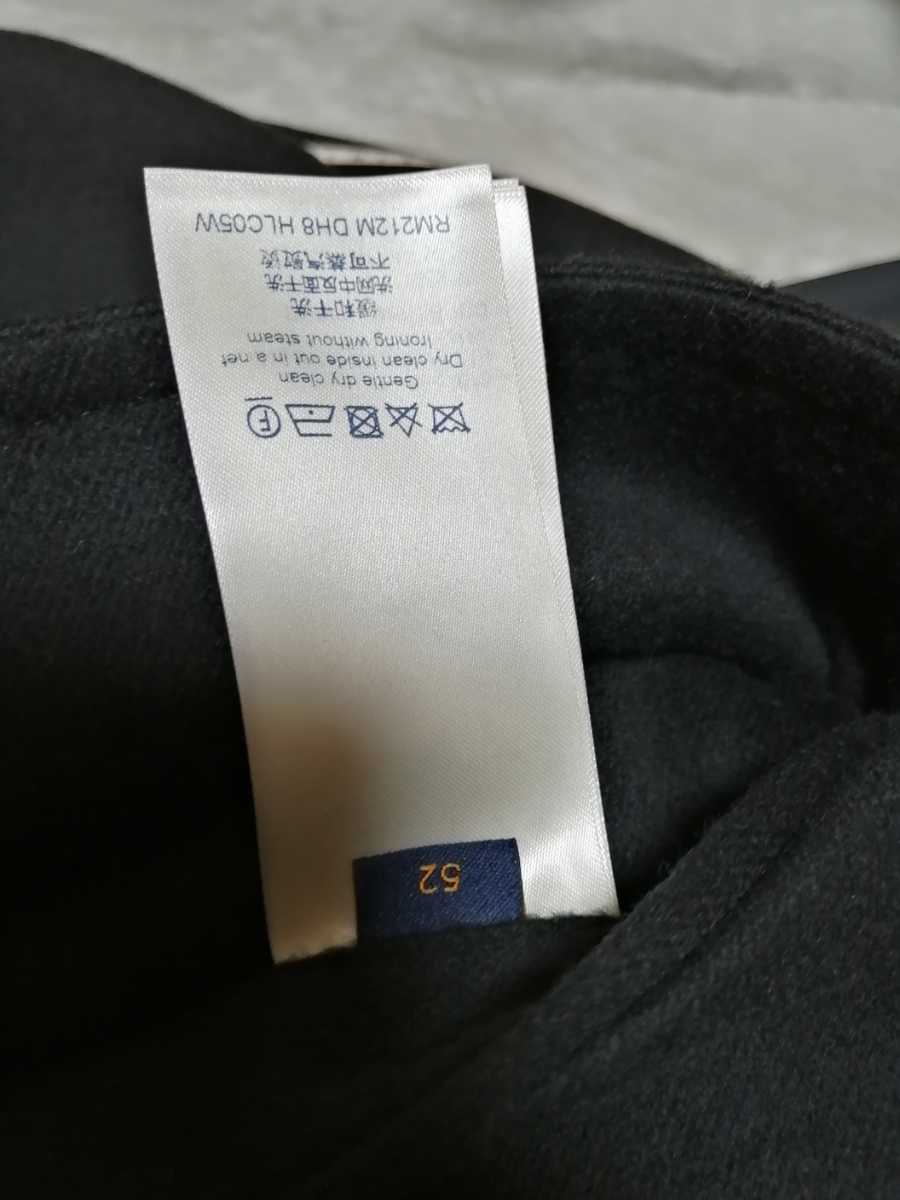 F
Gentle dry clean
Dry clean inside out in a net
Ironing without steam
缓和干洗
洗网中反面干洗
不可蒸汽熨烫
RM212M DH8 HLC05W
52